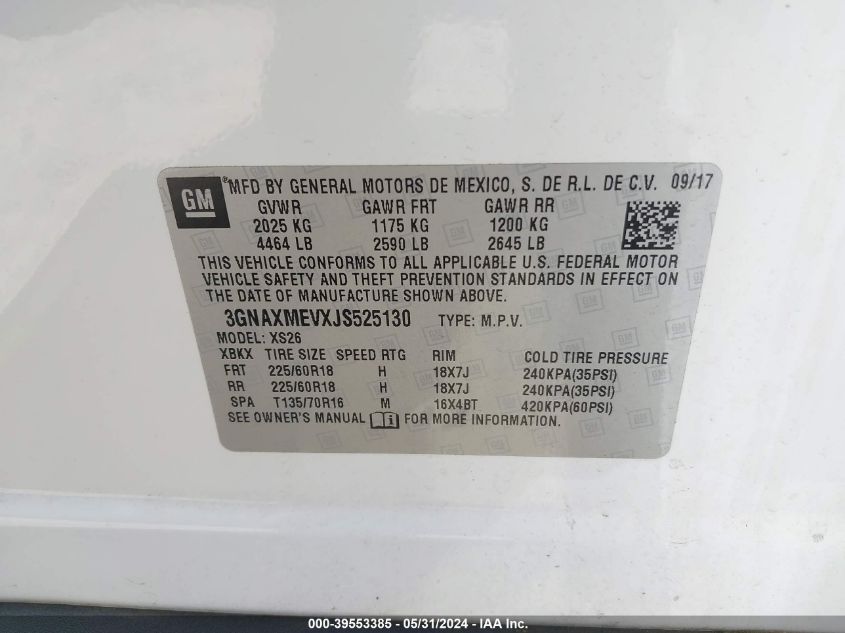 GM ® MFD BY GENERAL MOTORS DE MEXICO, S. DE R.L. DE C.V. 09/17
GVWR GAWR FRT GAWR RR
2025 KG 1175 KG 1200 KG
4464 LB 2590 LB 2645 LB
THIS VEHICLE CONFORMS TO ALL APPLICABLE U.S. FEDERAL MOTOR
VEHICLE SAFETY AND THEFT PREVENTION STANDARDS IN EFFECT ON
THE DATE OF MANUFACTURE SHOWN ABOVE.
3GNAXMEVXJS525130 TYPE: M.P.V.
MODEL: XS26
XBKX TIRE SIZE SPEED RTG RIM COLD TIRE PRESSURE
FRT 225/60R18 H 18X7J 240KPA(35PSI)
RR 225/60R18 H 18X7J 240KPA(35PSI)
SPA T135/70R16 M 16X4BT 420KPA(60PSI)
SEE OWNER'S MANUAL i FOR MORE INFORMATION.
000-39553385 - 05/31/2024 - IAA Inc.